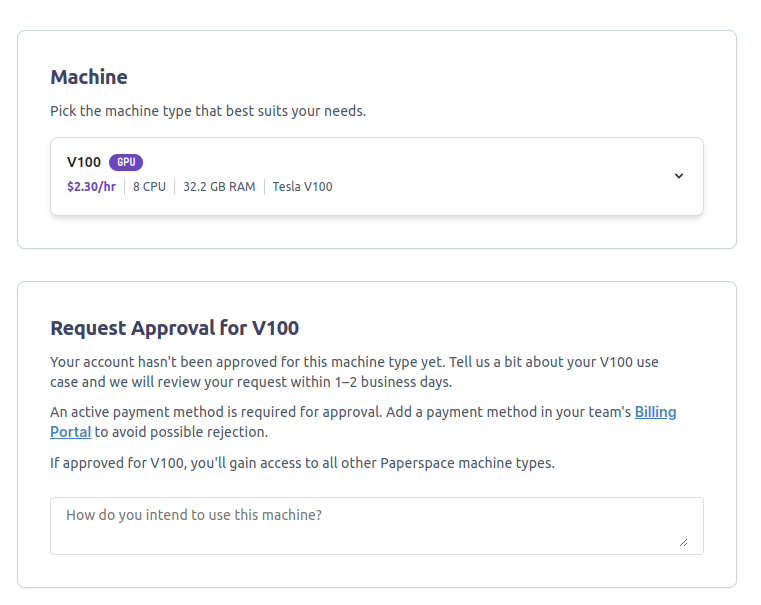 Machine
Pick the machine type that best suits your needs.
V100 GPU
$2.30/hr 8 CPU 32.2 GB RAM Tesla V100
Request Approval for V100
Your account hasn't been approved for this machine type yet. Tell us a bit about your V100 use
case and we will review your request within 1–2 business days.
An active payment method is required for approval. Add a payment method in your team's Billing
Portal to avoid possible rejection.
If approved for V100, you'll gain access to all other Paperspace machine types.
How do you intend to use this machine?